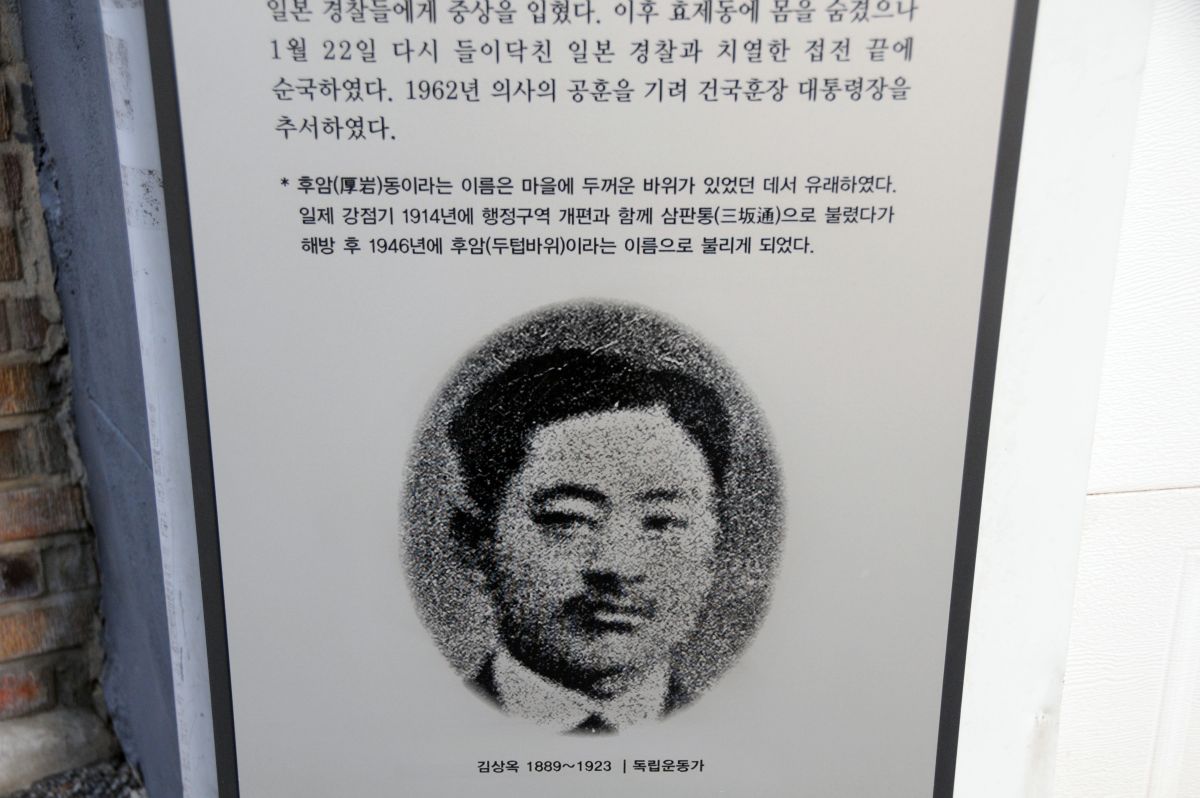 일본 경찰들에게 중상을 입혔다. 이후 효제동에 몸을 숨겼으나
1월 22일 다시 들이닥친 일본 경찰과 치열한 접전 끝에
순국하였다. 1962년 의사의 공훈을 기려 건국훈장 대통령장을
추서하였다.
* 후암(厚岩)동이라는 이름은 마을에 두꺼운 바위가 있었던 데서 유래하였다.
일제 강점기 1914년에 행정구역 개편과 함께 삼판통(三坂通)으로 불렸다가
해방 후 1946년에 후암(두텁바위)이라는 이름으로 불리게 되었다.
김상옥 1889~1923 | 독립운동가